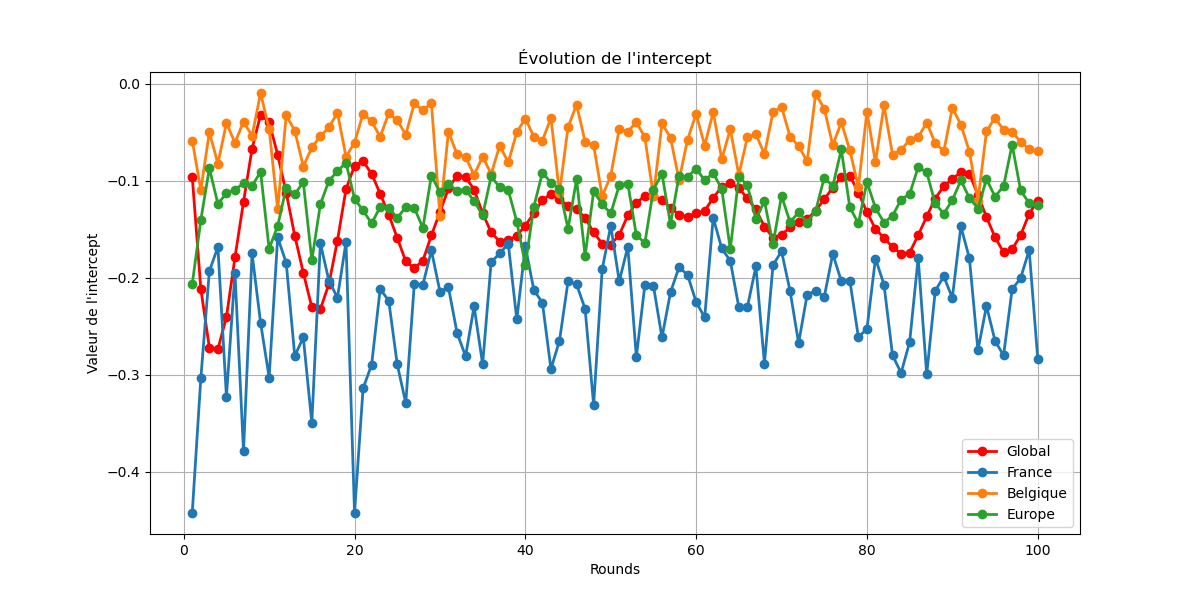 Évolution de l'intercept
Valeur de l'intercept
0.0
−0.1
−0.2
−0.3
−0.4
0
20
40
60
80
100
Rounds
Global
France
Belgique
Europe